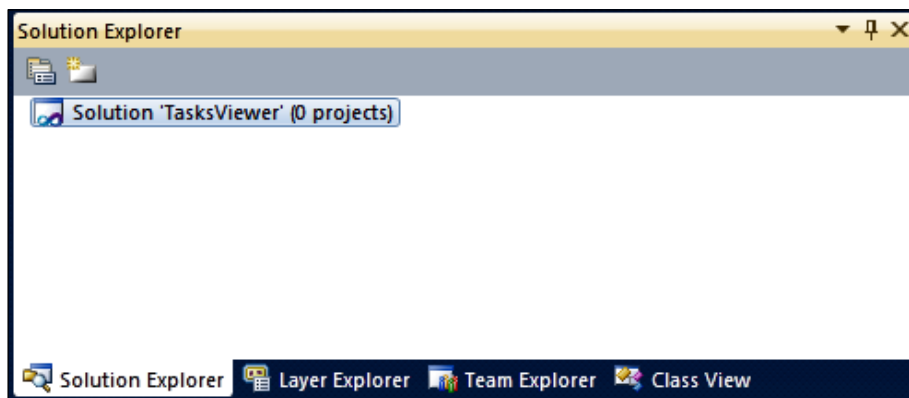 Solution Explorer
Solution 'TasksViewer' (0 projects)
Solution Explorer Layer Explorer Team Explorer Class View